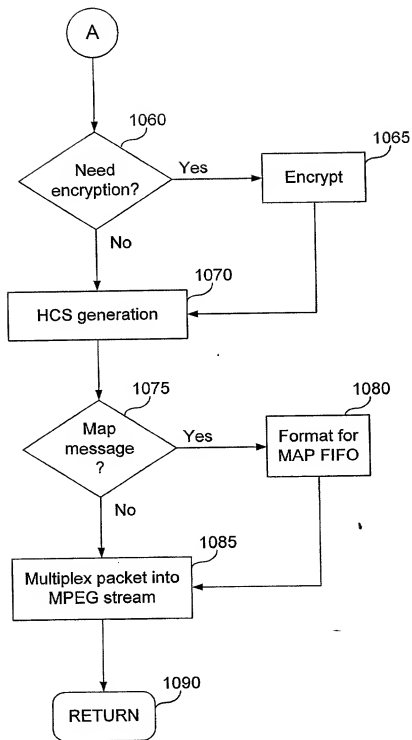 A
1060
Need
encryption?
Yes
1065
Encrypt
No
1070
HCS generation
1075
Map
message
?
Yes
1080
Format for
MAP FIFO
No
1085
Multiplex packet into
MPEG stream
1090
RETURN